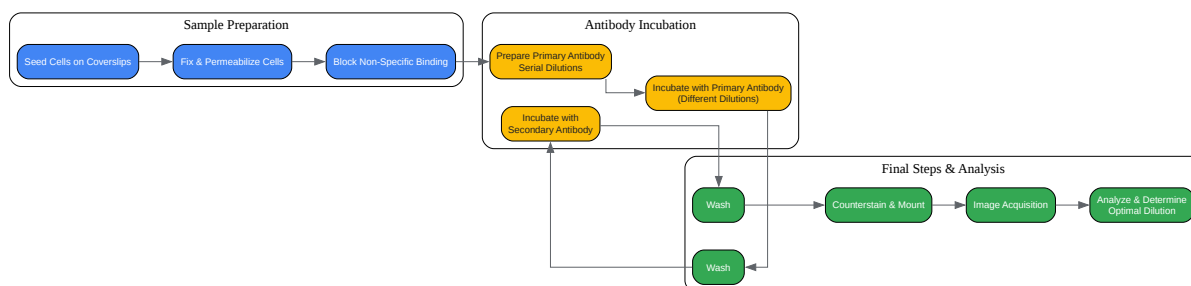 Sample Preparation
Seed Cells on Coverslips
Fix & Permeabilize Cells
Block Non-Specific Binding
Antibody Incubation
Prepare Primary Antibody
Serial Dilutions
Incubate with Primary Antibody
(Different Dilutions)
Incubate with
Secondary Antibody
Final Steps & Analysis
Wash
Counterstain & Mount
Image Acquisition
Analyze & Determine
Optimal Dilution
Wash